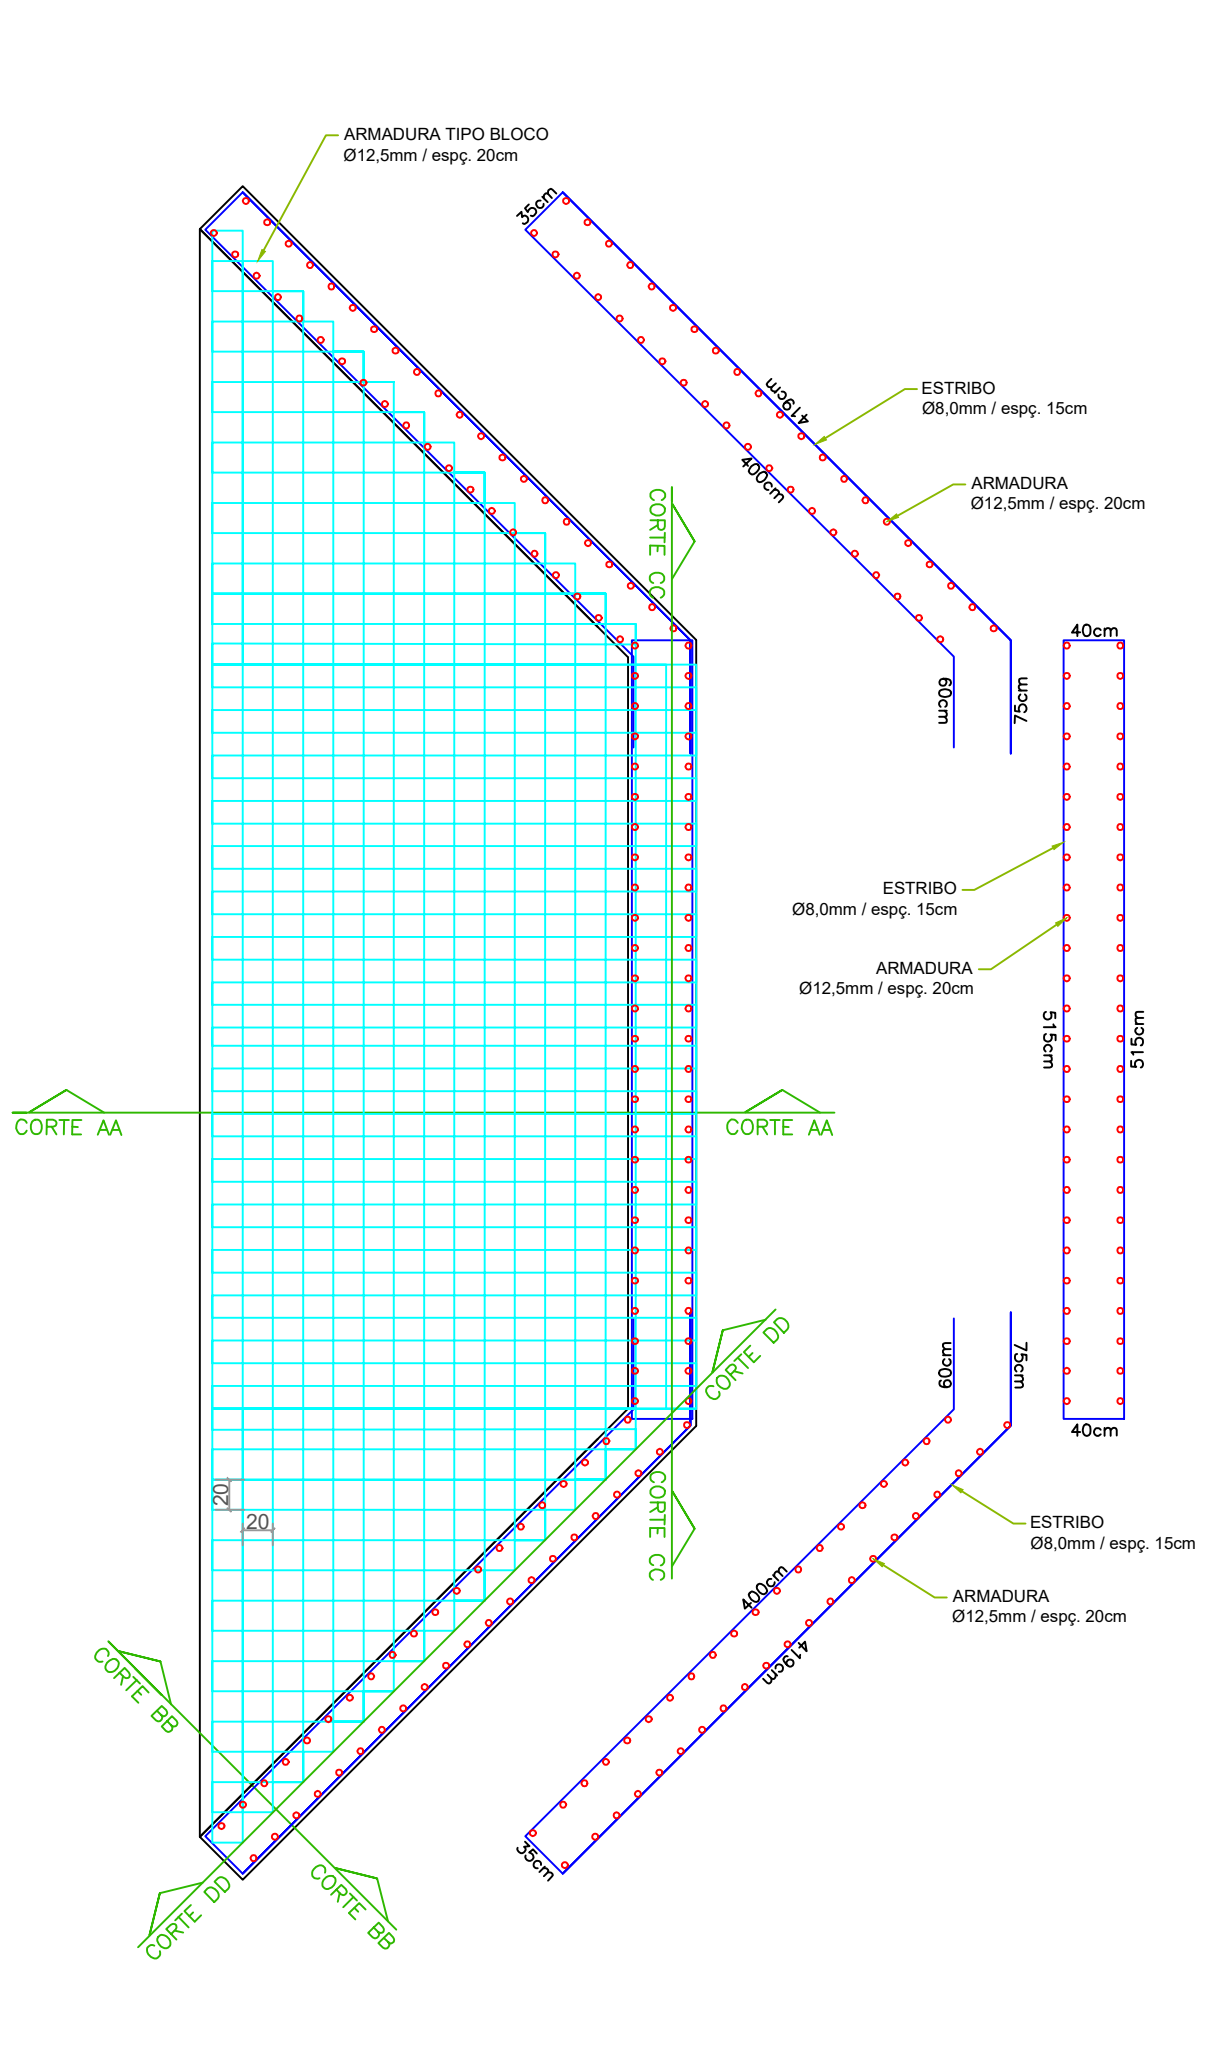 ARMADURA TIPO BLOCO
Ø12,5mm / espç. 20cm
35cm
419cm
400cm
ESTRIBO
Ø8,0mm / espç. 15cm
ARMADURA
Ø12,5mm / espç. 20cm
CORTE CC
40cm
60cm
75cm
ESTRIBO
Ø8,0mm / espç. 15cm
ARMADURA
Ø12,5mm / espç. 20cm
515cm
515cm
CORTE AA
CORTE AA
CORTE DD
60cm
75cm
40cm
20
20
CORTE CC
ESTRIBO
Ø8,0mm / espç. 15cm
400cm
ARMADURA
Ø12,5mm / espç. 20cm
419cm
CORTE BB
35cm
CORTE DD
CORTE BB